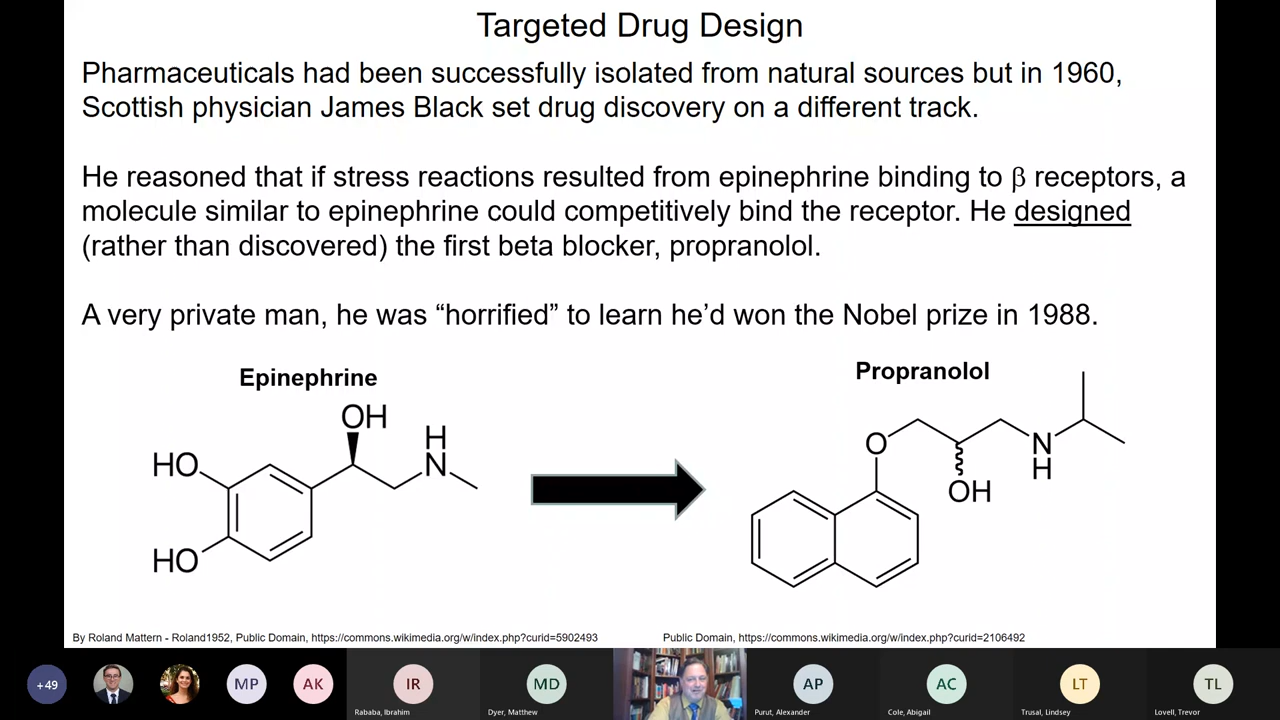 Targeted Drug Design
Pharmaceuticals had been successfully isolated from natural sources but in 1960,
Scottish physician James Black set drug discovery on a different track.
He reasoned that if stress reactions resulted from epinephrine binding to β receptors, a
molecule similar to epinephrine could competitively bind the receptor. He designed
(rather than discovered) the first beta blocker, propranolol.
A very private man, he was “horrified” to learn he’d won the Nobel prize in 1988.
Epinephrine
OH
H
N
HO
HO
Propranolol
O
N
H
OH
By Roland Mattern - Roland1952, Public Domain, https://commons.wikimedia.org/w/index.php?curid=5902493
Public Domain, https://commons.wikimedia.org/w/index.php?curid=2106492
+49
MP
AK
IR
Rababa, Ibrahim
MD
Dyer, Matthew
AP
Purut, Alexander
AC
Cole, Abigail
LT
Trusal, Lindsey
TL
Lovell, Trevor